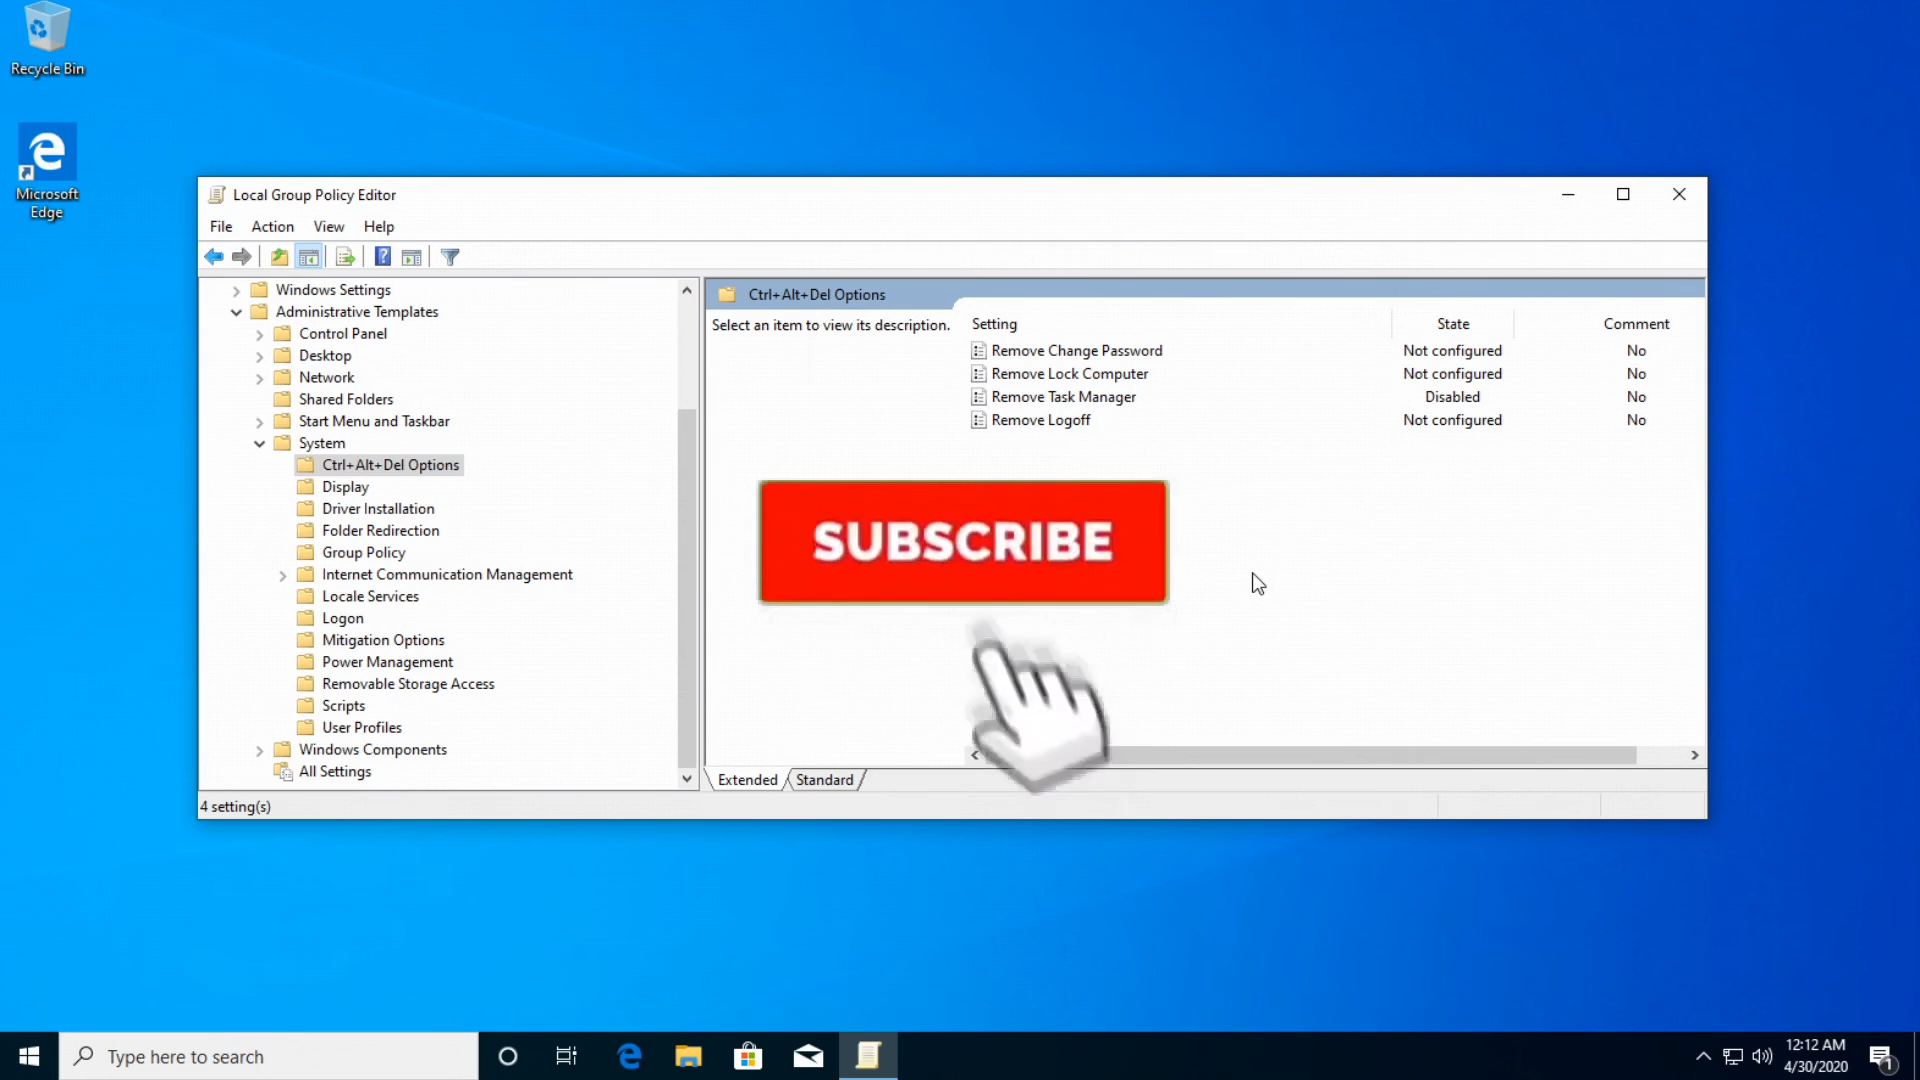 Recycle Bin
Microsoft
Edge
Local Group Policy Editor
File Action View Help
Windows Settings
Administrative Templates
Control Panel
Desktop
Network
Shared Folders
Start Menu and Taskbar
System
Ctrl+Alt+Del Options
Display
Driver Installation
Folder Redirection
Group Policy
Internet Communication Management
Locale Services
Logon
Mitigation Options
Power Management
Removable Storage Access
Scripts
User Profiles
Windows Components
All Settings
Ctrl+Alt+Del Options
Select an item to view its description.
Setting State Comment
Remove Change Password Not configured No
Remove Lock Computer Not configured No
Remove Task Manager Disabled No
Remove Logoff Not configured No
SUBSCRIBE
Extended Standard
4 setting(s)
Type here to search
12:12 AM
4/30/2020
1